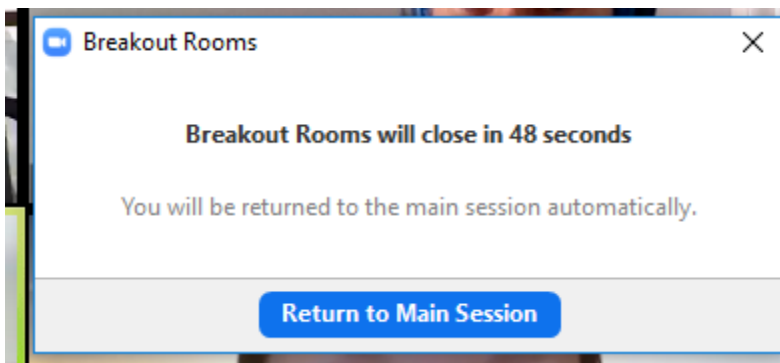 Breakout Rooms
Breakout Rooms will close in 48 seconds
You will be returned to the main session automatically.
Return to Main Session